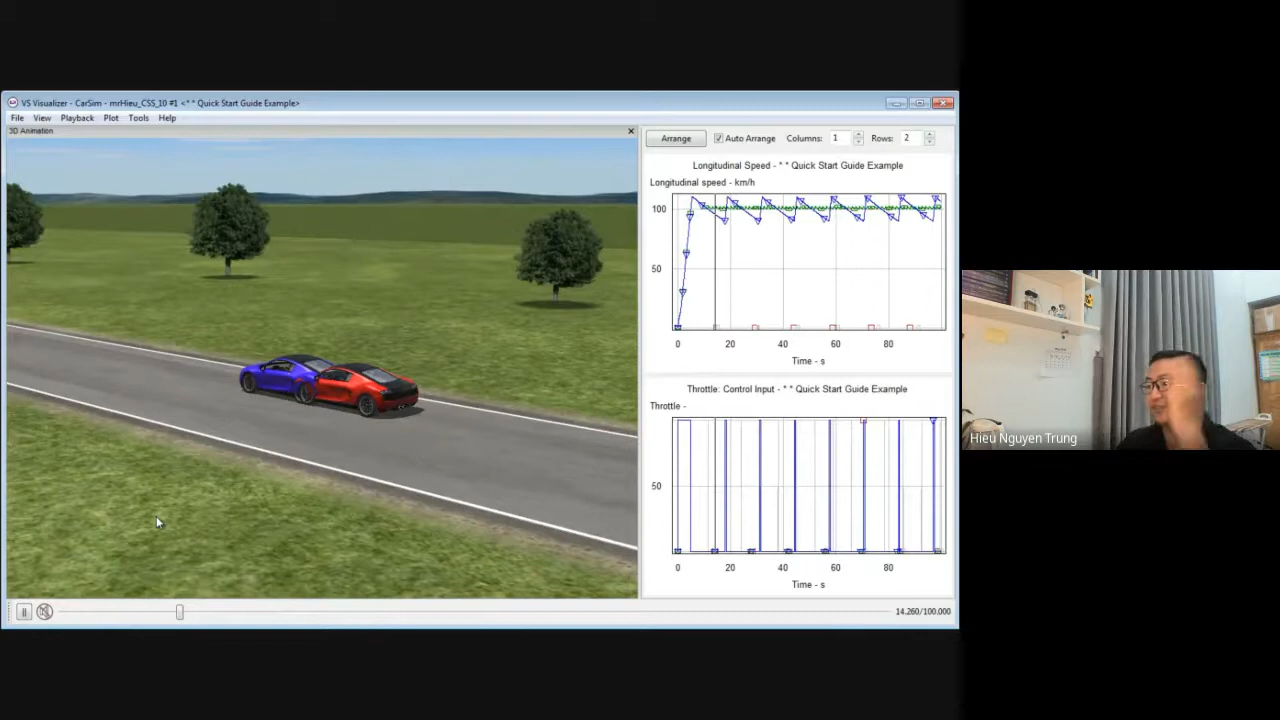 VS Visualizer - CarSim - mrHieu_CSS_10 #1 <* * Quick Start Guide Example>
File View Playback Plot Tools Help
3D Animation
Arrange Auto Arrange Columns: 1 Rows: 2
Longitudinal Speed - * * Quick Start Guide Example
Longitudinal speed - km/h
100
50
0 20 40 60 80
Time - s
Throttle: Control Input - * * Quick Start Guide Example
Throttle -
50
0 20 40 60 80
Time - s
14.260/100.000
Hieu Nguyen Trung